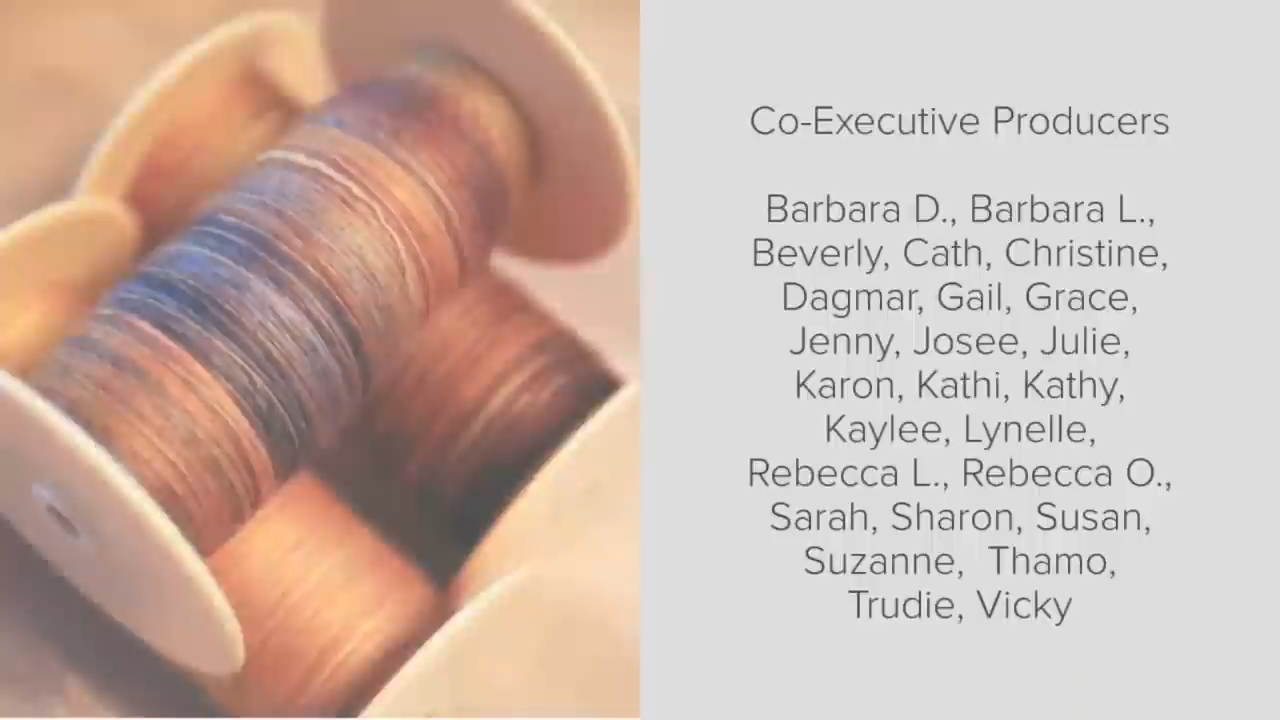 Co-Executive Producers
Barbara D., Barbara L.,
Beverly, Cath, Christine,
Dagmar, Gail, Grace,
Jenny, Josee, Julie,
Karon, Kathi, Kathy,
Kaylee, Lynelle,
Rebecca L., Rebecca O.,
Sarah, Sharon, Susan,
Suzanne,  Thamo,
Trudie, Vicky